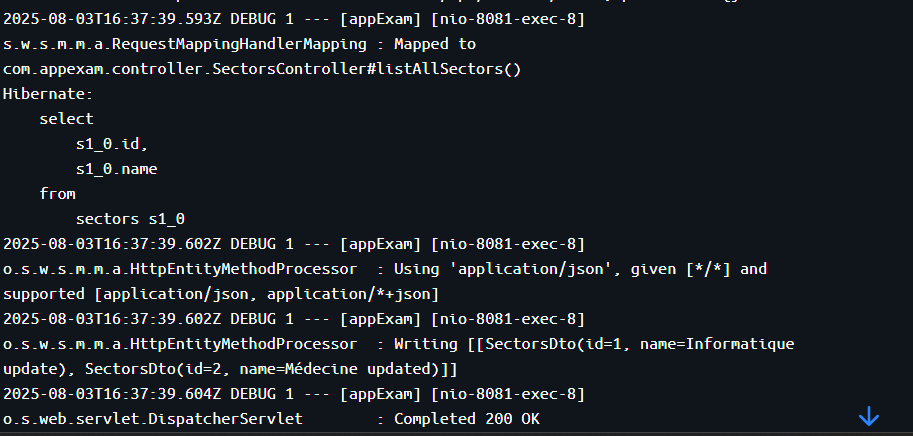 2025-08-03T16:37:39.593Z DEBUG 1 --- [appExam] [nio-8081-exec-8]
s.w.s.m.m.a.RequestMappingHandlerMapping : Mapped to
com.appexam.controller.SectorsController#listAllSectors()
Hibernate:
    select
        s1_0.id,
        s1_0.name
    from
        sectors s1_0
2025-08-03T16:37:39.602Z DEBUG 1 --- [appExam] [nio-8081-exec-8]
o.s.w.s.m.m.a.HttpEntityMethodProcessor  : Using 'application/json', given [*/*] and
supported [application/json, application/*+json]
2025-08-03T16:37:39.602Z DEBUG 1 --- [appExam] [nio-8081-exec-8]
o.s.w.s.m.m.a.HttpEntityMethodProcessor  : Writing [[SectorsDto(id=1, name=Informatique
update), SectorsDto(id=2, name=Médecine updated)]]
2025-08-03T16:37:39.604Z DEBUG 1 --- [appExam] [nio-8081-exec-8]
o.s.web.servlet.DispatcherServlet        : Completed 200 OK